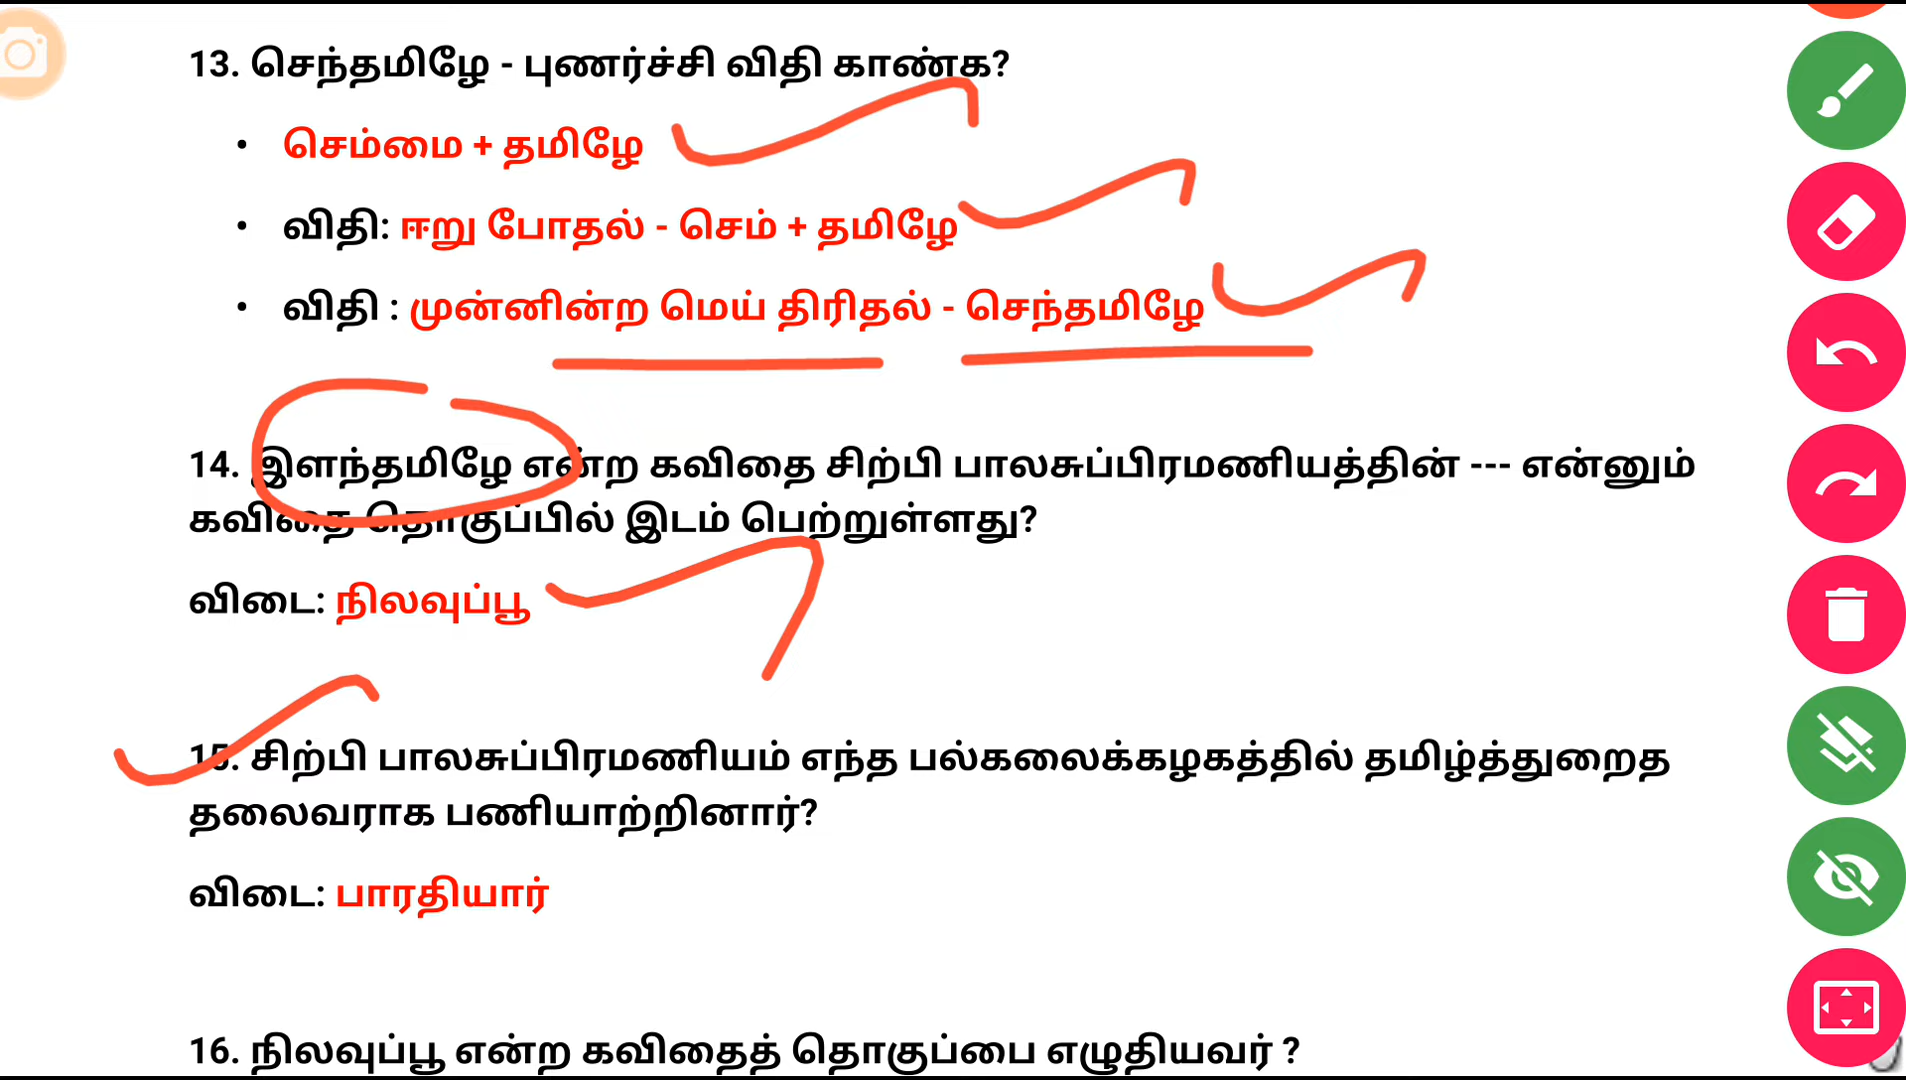 13. செந்தமிழே - புணர்ச்சி விதி காண்க?
• செம்மை + தமிழே
• விதி: ஈறு போதல் - செம் + தமிழே
• விதி : முன்னின்ற மெய் திரிதல் - செந்தமிழே
14. இளந்தமிழே என்ற கவிதை சிற்பி பாலசுப்பிரமணியத்தின் --- என்னும்
கவிதை தொகுப்பில் இடம் பெற்றுள்ளது?
விடை: நிலவுப்பூ
15. சிற்பி பாலசுப்பிரமணியம் எந்த பல்கலைக்கழகத்தில் தமிழ்த்துறைத
தலைவராக பணியாற்றினார்?
விடை: பாரதியார்
16. நிலவுப்பூ என்ற கவிதைத் தொகுப்பை எழுதியவர் ?